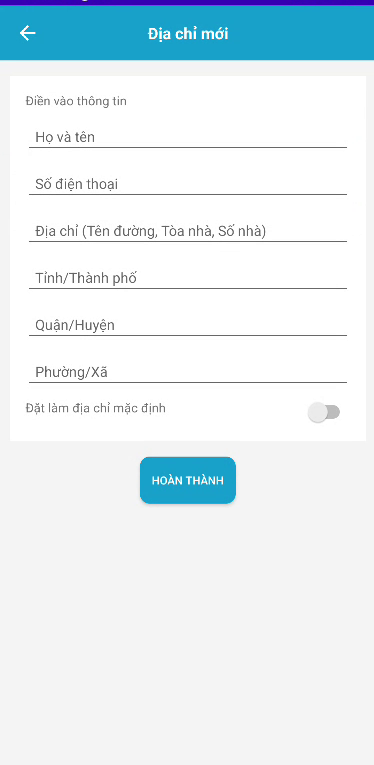 Địa chỉ mới
Điền vào thông tin
Họ và tên
Số điện thoại
Địa chỉ (Tên đường, Tòa nhà, Số nhà)
Tỉnh/Thành phố
Quận/Huyện
Phường/Xã
Đặt làm địa chỉ mặc định
HOÀN THÀNH